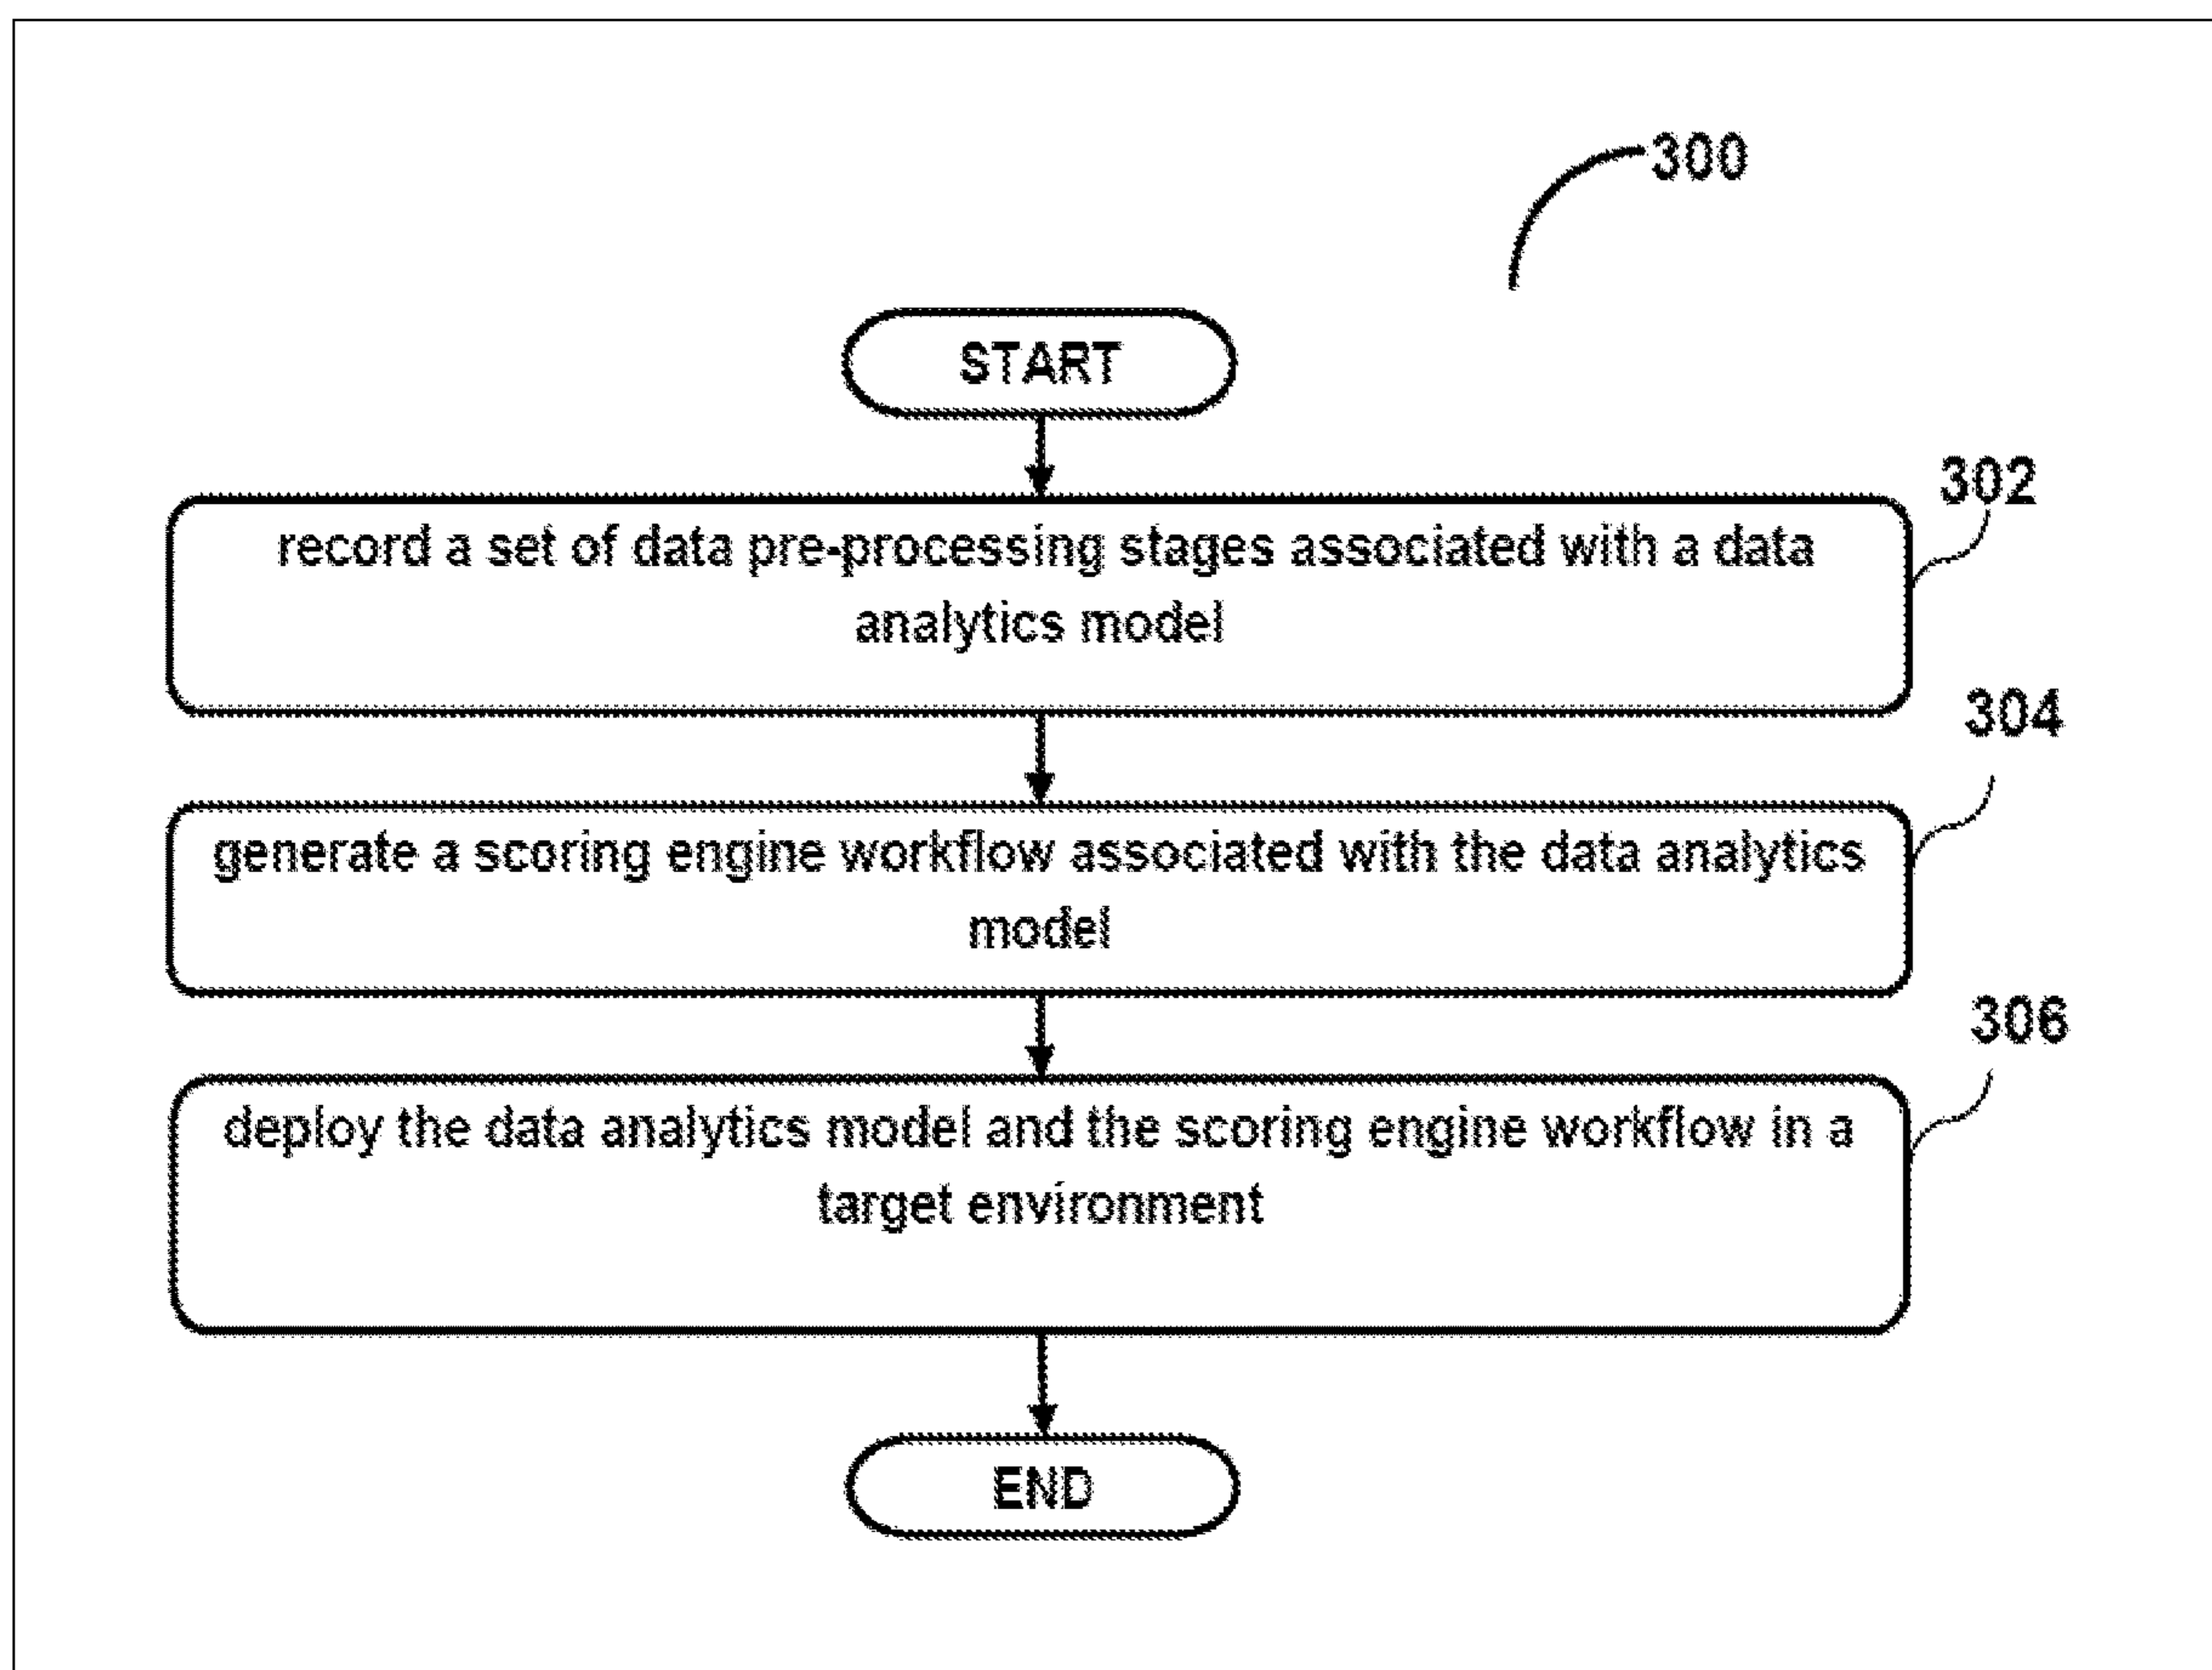 300
START
302
record a set of data pre-processing stages associated with a data
analytics model
304
generate a scoring engine workflow associated with the data analytics
model
306
deploy the data analytics model and the scoring engine workflow in a
target environment
END